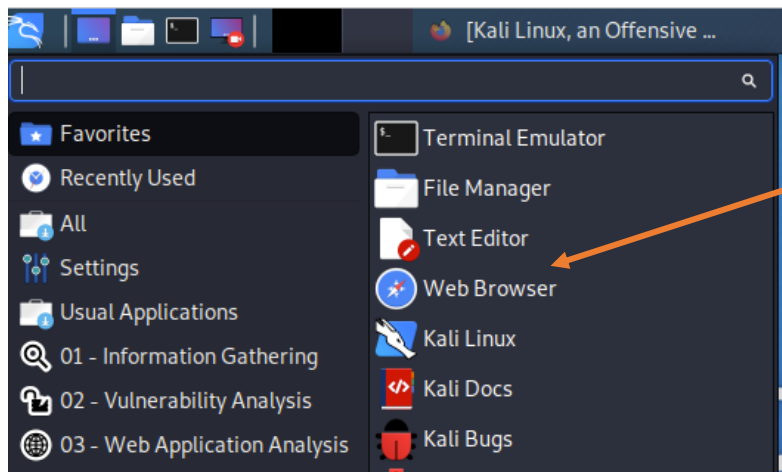 [Kali Linux, an Offensive ...
Favorites
Recently Used
All
Settings
Usual Applications
01 - Information Gathering
02 - Vulnerability Analysis
03 - Web Application Analysis
$_
Terminal Emulator
File Manager
Text Editor
Web Browser
Kali Linux
</>
Kali Docs
Kali Bugs